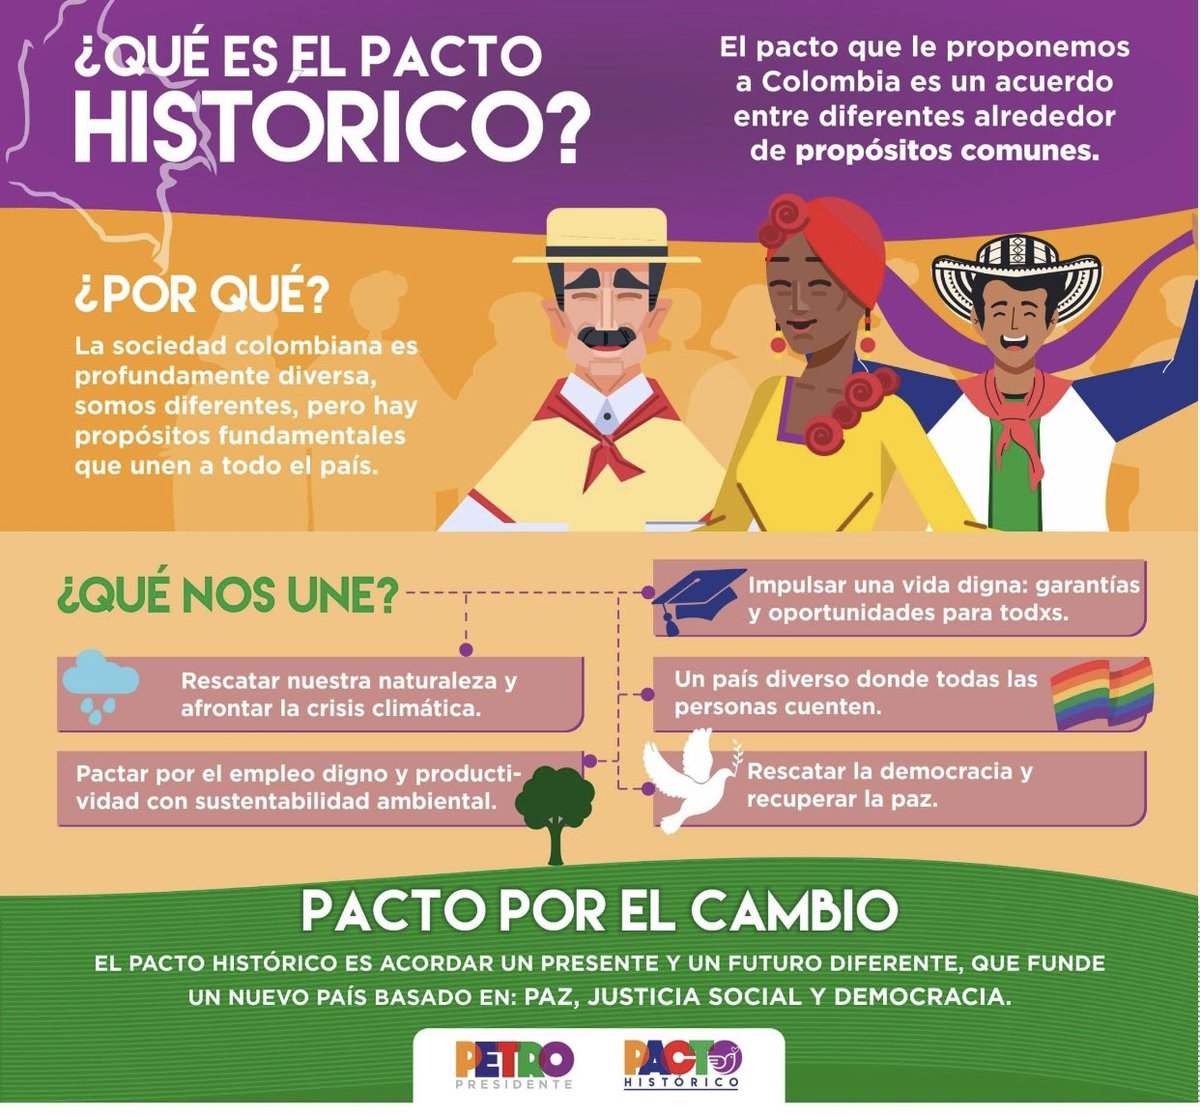 ¿QUÉ ES EL PACTO
HISTÓRICO?
El pacto que le proponemos
a Colombia es un acuerdo
entre diferentes alrededor
de propósitos comunes.
¿POR QUÉ?
La sociedad colombiana es
profundamente diversa,
somos diferentes, pero hay
propósitos fundamentales
que unen a todo el país.
¿QUÉ NOS UNE?
Rescatar nuestra naturaleza y
afrontar la crisis climática.
Pactar por el empleo digno y producti-
vidad con sustentabilidad ambiental.
Impulsar una vida digna: garantías
y oportunidades para todxs.
Un país diverso donde todas las
personas cuenten.
Rescatar la democracia y
recuperar la paz.
PACTO POR EL CAMBIO
EL PACTO HISTÓRICO ES ACORDAR UN PRESENTE Y UN FUTURO DIFERENTE, QUE FUNDE
UN NUEVO PAÍS BASADO EN: PAZ, JUSTICIA SOCIAL Y DEMOCRACIA.
PETRO
PRESIDENTE
PACTO
HISTÓRICO